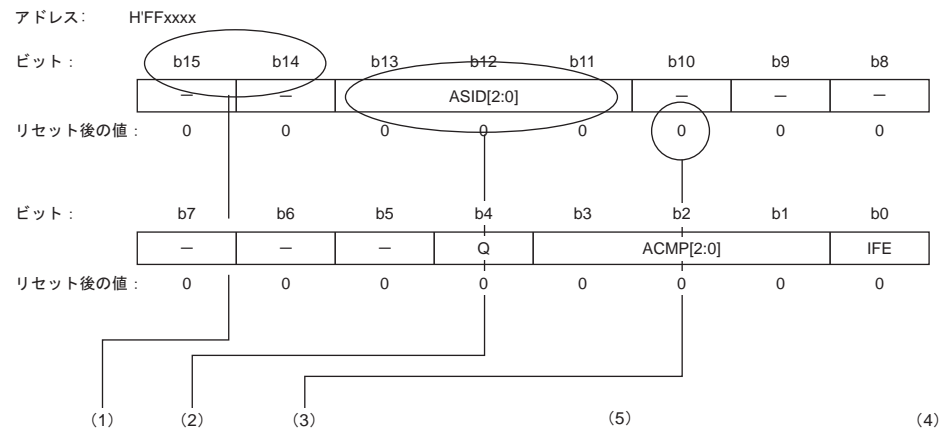 アドレス： H'FFxxxx
ビット： b15 b14 b13 b12 b11 b10 b9 b8
－ － ASID[2:0] － － －
リセット後の値： 0 0 0 0 0 0 0 0
ビット： b7 b6 b5 b4 b3 b2 b1 b0
－ － － Q ACMP[2:0] IFE
リセット後の値： 0 0 0 0 0 0 0 0
（1） （2） （3） （5） （4）